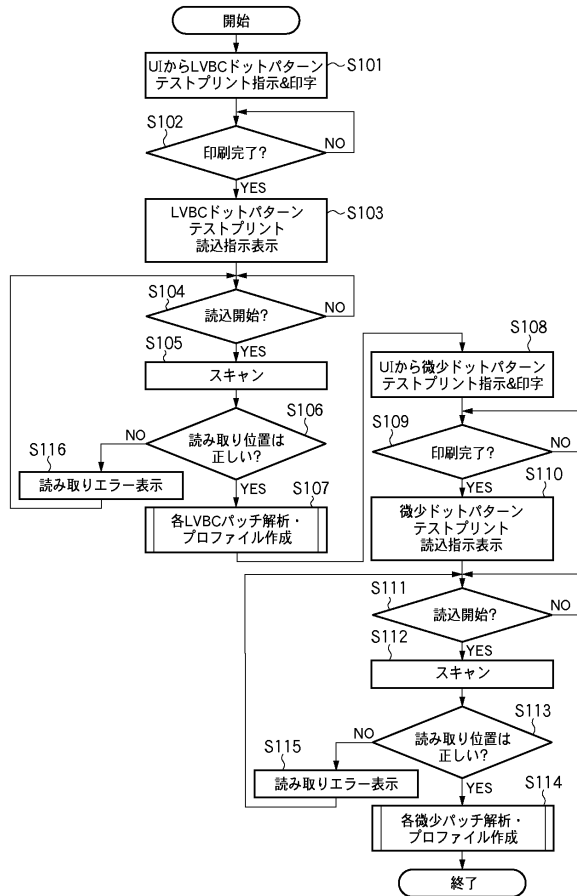 開始
UIからLVBCドットパターン
テストプリント指示&印字
S101
S102
印刷完了?
NO
YES
LVBCドットパターン
テストプリント
読込指示表示
S103
S104
読込開始?
NO
YES
S105
スキャン
S106
読み取り位置は
正しい?
NO
YES
S116
読み取りエラー表示
S107
各LVBCパッチ解析・
プロファイル作成
S108
UIから微少ドットパターン
テストプリント指示&印字
S109
印刷完了?
NO
YES
S110
微少ドットパターン
テストプリント
読込指示表示
S111
読込開始?
NO
YES
S112
スキャン
S113
読み取り位置は
正しい?
NO
YES
S115
読み取りエラー表示
S114
各微少パッチ解析・
プロファイル作成
終了